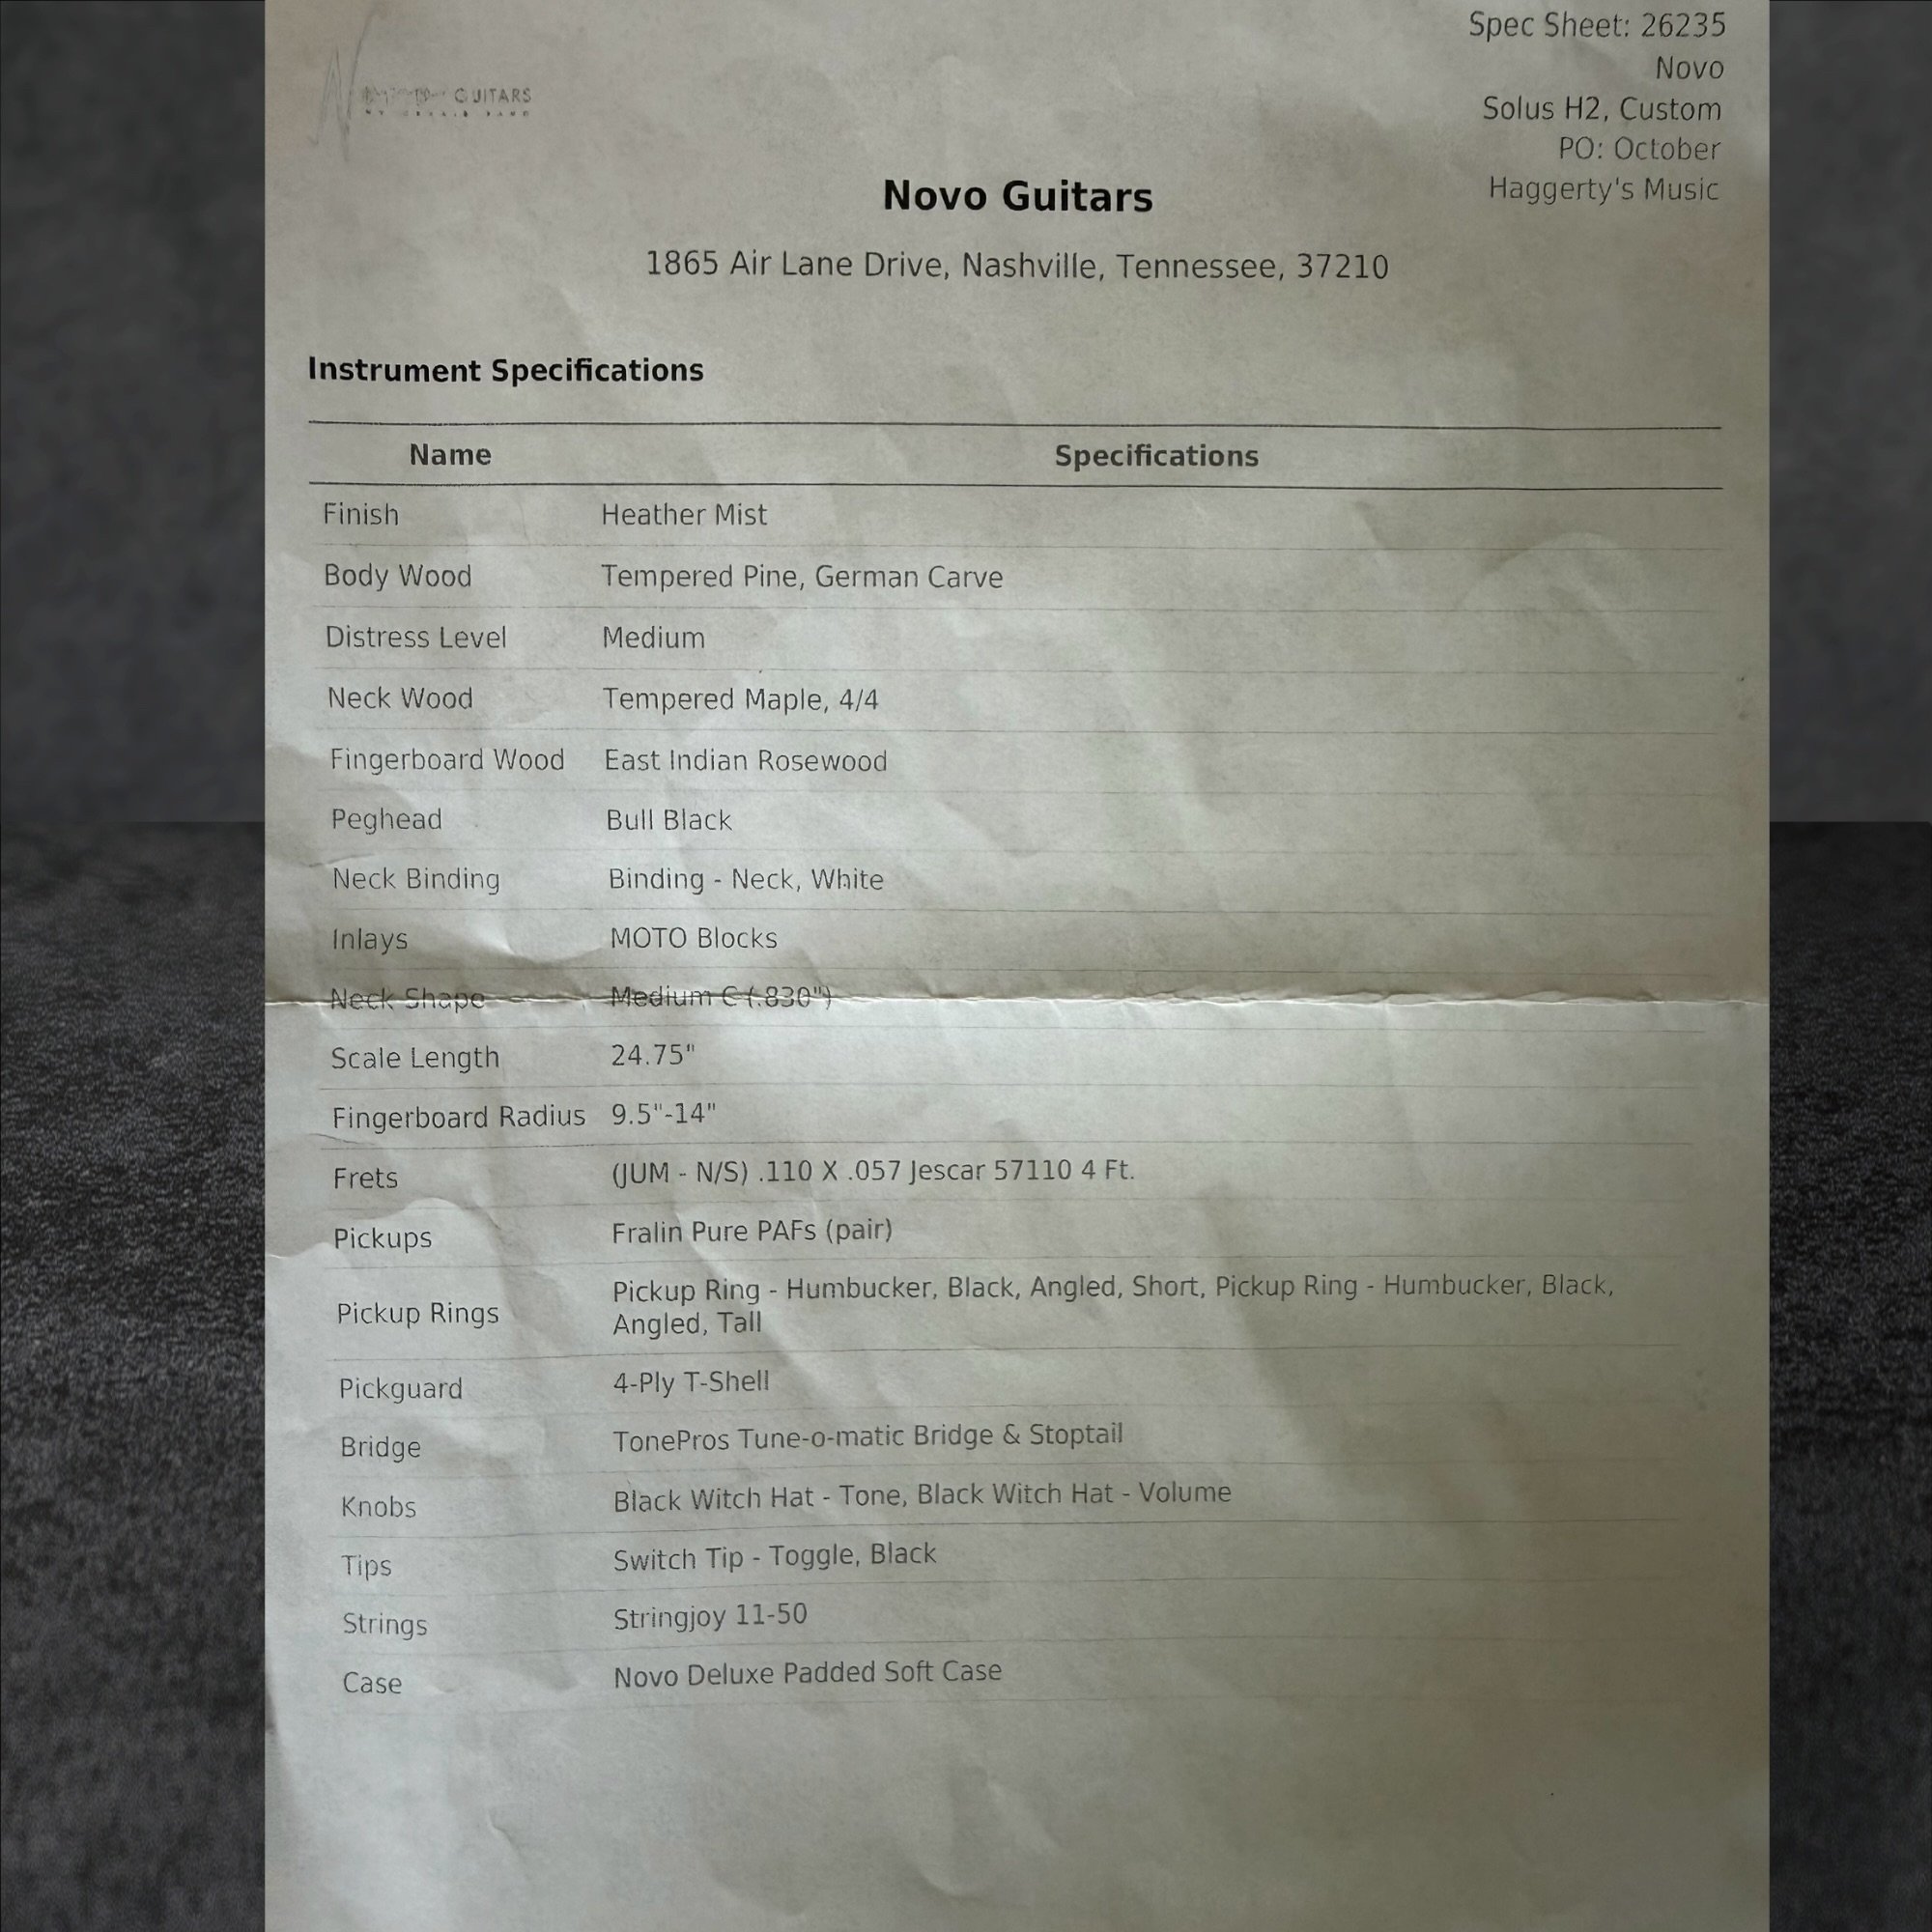 GUITARS
Spec Sheet: 26235
Novo
Solus H2, Custom
PO: October
Haggerty's Music
Novo Guitars
1865 Air Lane Drive, Nashville, Tennessee, 37210
Instrument Specifications
Name Specifications
Finish Heather Mist
Body Wood Tempered Pine, German Carve
Distress Level Medium
Neck Wood Tempered Maple, 4/4
Fingerboard Wood East Indian Rosewood
Peghead Bull Black
Neck Binding Binding - Neck, White
Inlays MOTO Blocks
Neck Shape Medium C (.830")
Scale Length 24.75"
Fingerboard Radius 9.5"-14"
Frets (JUM - N/S) .110 X .057 Jescar 57110 4 Ft.
Pickups Fralin Pure PAFs (pair)
Pickup Rings Pickup Ring - Humbucker, Black, Angled, Short, Pickup Ring - Humbucker, Black,
Angled, Tall
Pickguard 4-Ply T-Shell
Bridge TonePros Tune-o-matic Bridge & Stoptail
Knobs Black Witch Hat - Tone, Black Witch Hat - Volume
Tips Switch Tip - Toggle, Black
Strings Stringjoy 11-50
Case Novo Deluxe Padded Soft Case